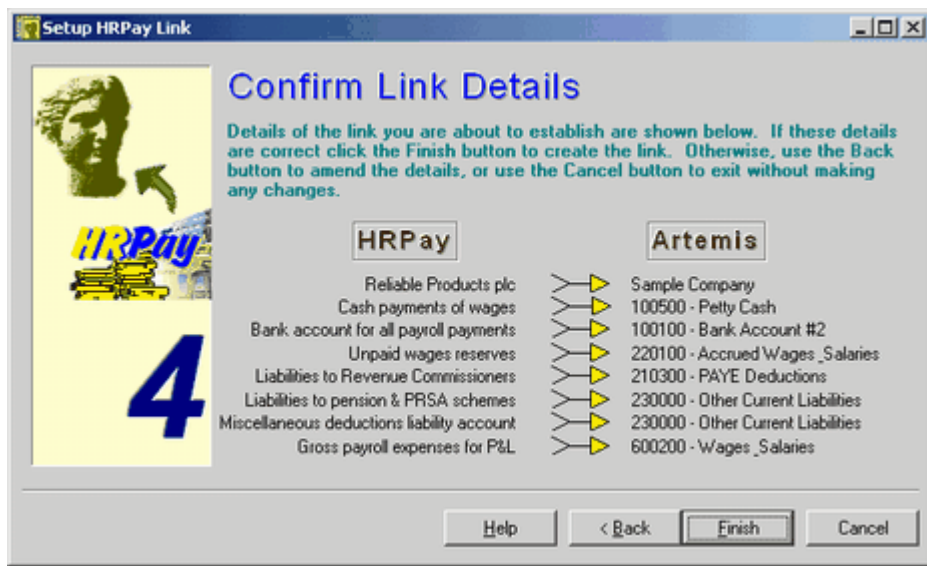 Setup HRPay Link
Confirm Link Details
Details of the link you are about to establish are shown below. If these details
are correct click the Finish button to create the link. Otherwise, use the Back
button to amend the details, or use the Cancel button to exit without making
any changes.
HRPay
4
HRPay Artemis
Reliable Products plc Sample Company
Cash payments of wages 100500 - Petty Cash
Bank account for all payroll payments 100100 - Bank Account #2
Unpaid wages reserves 220100 - Accrued Wages_Salaries
Liabilities to Revenue Commissioners 210300 - PAYE Deductions
Liabilities to pension & PRSA schemes 230000 - Other Current Liabilities
Miscellaneous deductions liability account 230000 - Other Current Liabilities
Gross payroll expenses for P&L 600200 - Wages_Salaries
Help < Back Finish Cancel